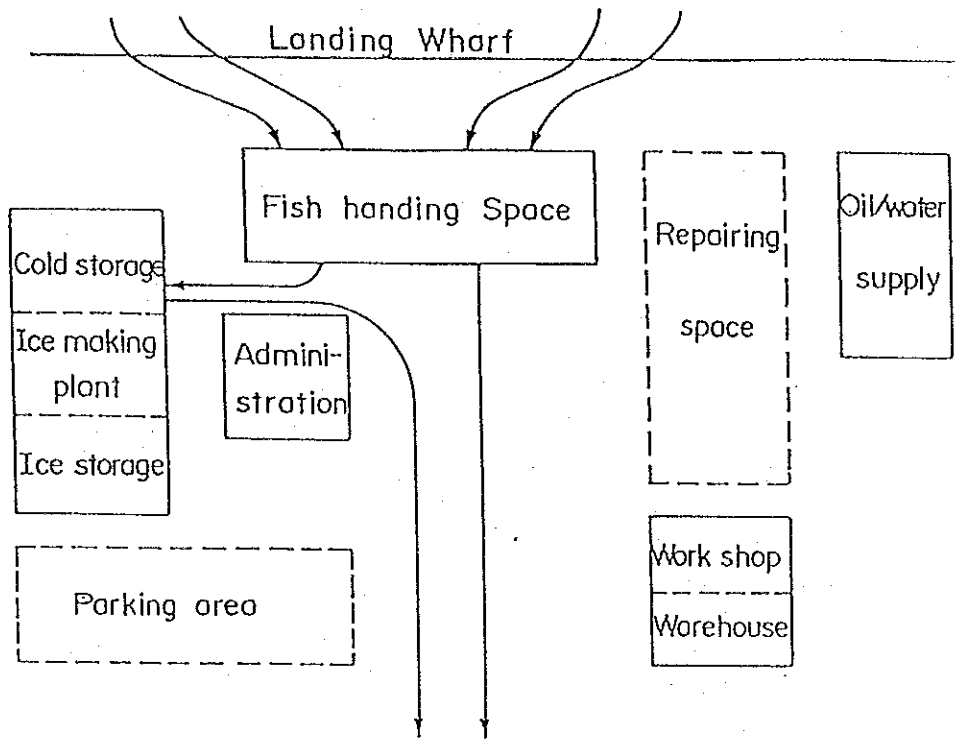 Landing Wharf
Fish handing Space
Cold storage
Ice making
plant
Ice storage
Admini-
stration
Repairing
space
Oil/water
supply
Parking area
Work shop
Warehouse